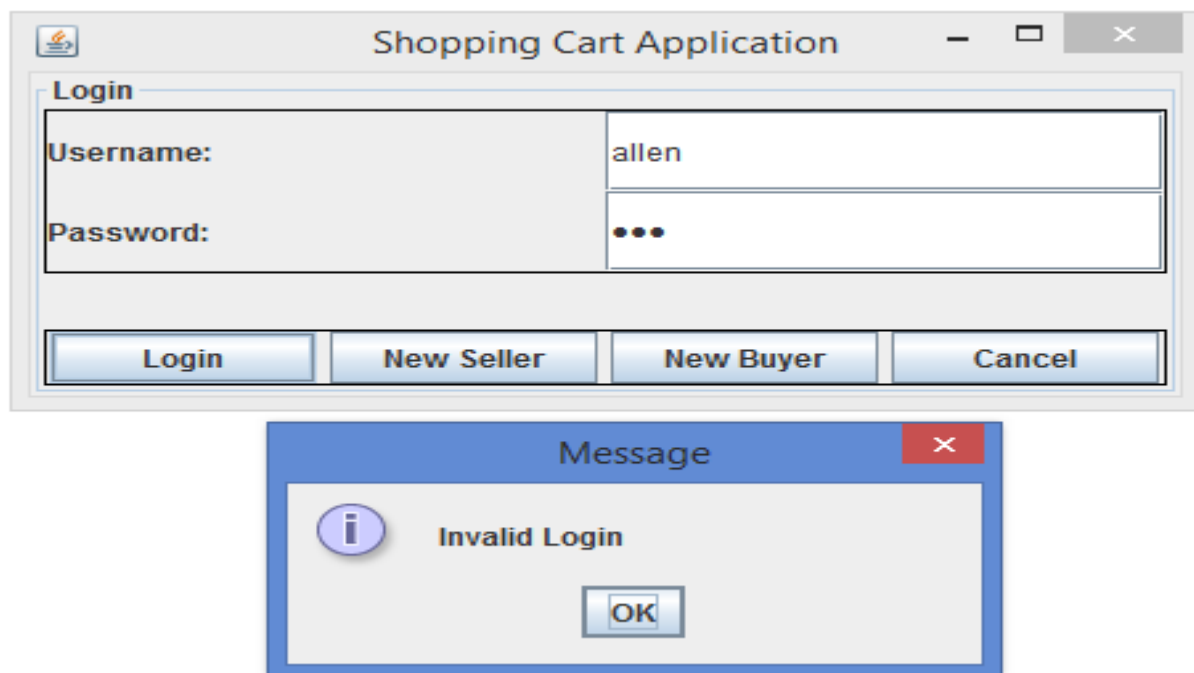 Shopping Cart Application
Login
Username: allen
Password: •••
Login New Seller New Buyer Cancel
Message
i Invalid Login
OK